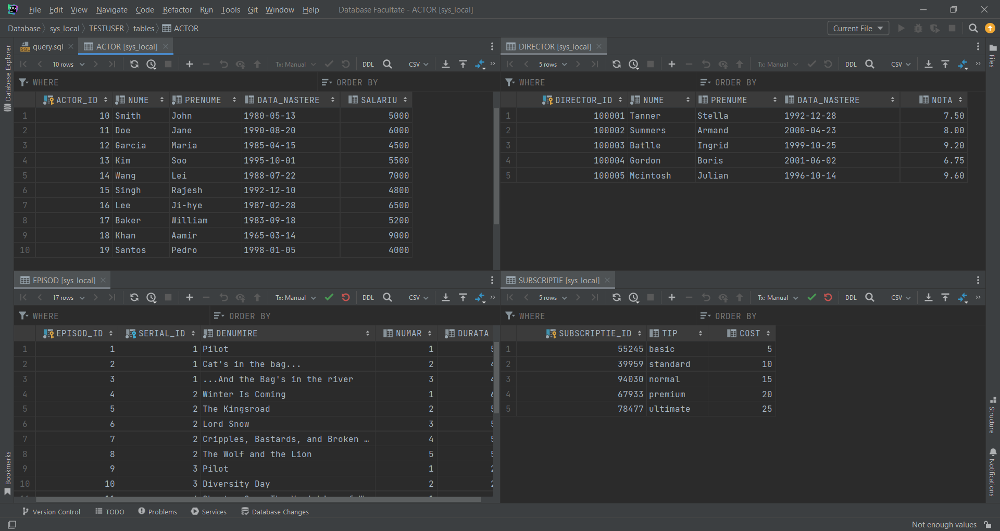 DG File Edit View Navigate Code Refactor Run Tools Git Window Help Database Facultate - ACTOR [sys_local]
Database sys_local TESTUSER tables ACTOR Current File
Database Explorer
Bookmarks
query.sql ACTOR [sys_local]
10 rows Tx: Manual DDL CSV
WHERE ORDER BY
ACTOR_ID NUME PRENUME DATA_NASTERE SALARIU
1 10 Smith John 1980-05-13 5000
2 11 Doe Jane 1990-08-20 6000
3 12 Garcia Maria 1985-04-15 4500
4 13 Kim Soo 1995-10-01 5500
5 14 Wang Lei 1988-07-22 7000
6 15 Singh Rajesh 1992-12-10 4800
7 16 Lee Ji-hye 1987-02-28 6500
8 17 Baker William 1983-09-18 5200
9 18 Khan Aamir 1965-03-14 9000
10 19 Santos Pedro 1998-01-05 4000
DIRECTOR [sys_local]
5 rows Tx: Manual DDL CSV
WHERE ORDER BY
DIRECTOR_ID NUME PRENUME DATA_NASTERE NOTA
1 100001 Tanner Stella 1992-12-28 7.50
2 100002 Summers Armand 2000-04-23 8.00
3 100003 Batlle Ingrid 1999-10-25 9.20
4 100004 Gordon Boris 2001-06-02 6.75
5 100005 Mcintosh Julian 1996-10-14 9.60
EPISOD [sys_local]
17 rows Tx: Manual DDL CSV
WHERE ORDER BY
EPISOD_ID SERIAL_ID DENUMIRE NUMAR DURATA
1 1 1 Pilot 1
2 2 1 Cat's in the bag... 2
3 3 1 ...And the Bag's in the river 3
4 4 2 Winter Is Coming 1
5 5 2 The Kingsroad 2
6 6 2 Lord Snow 3
7 7 2 Cripples, Bastards, and Broken … 4
8 8 2 The Wolf and the Lion 5
9 9 3 Pilot 1
10 10 3 Diversity Day 2
SUBSCRIPTIE [sys_local]
5 rows Tx: Manual DDL CSV
WHERE ORDER BY
SUBSCRIPTIE_ID TIP COST
1 55245 basic 5
2 39959 standard 10
3 94030 normal 15
4 67933 premium 20
5 78477 ultimate 25
Files
Structure
Notifications
Version Control TODO Problems Services Database Changes
Not enough values